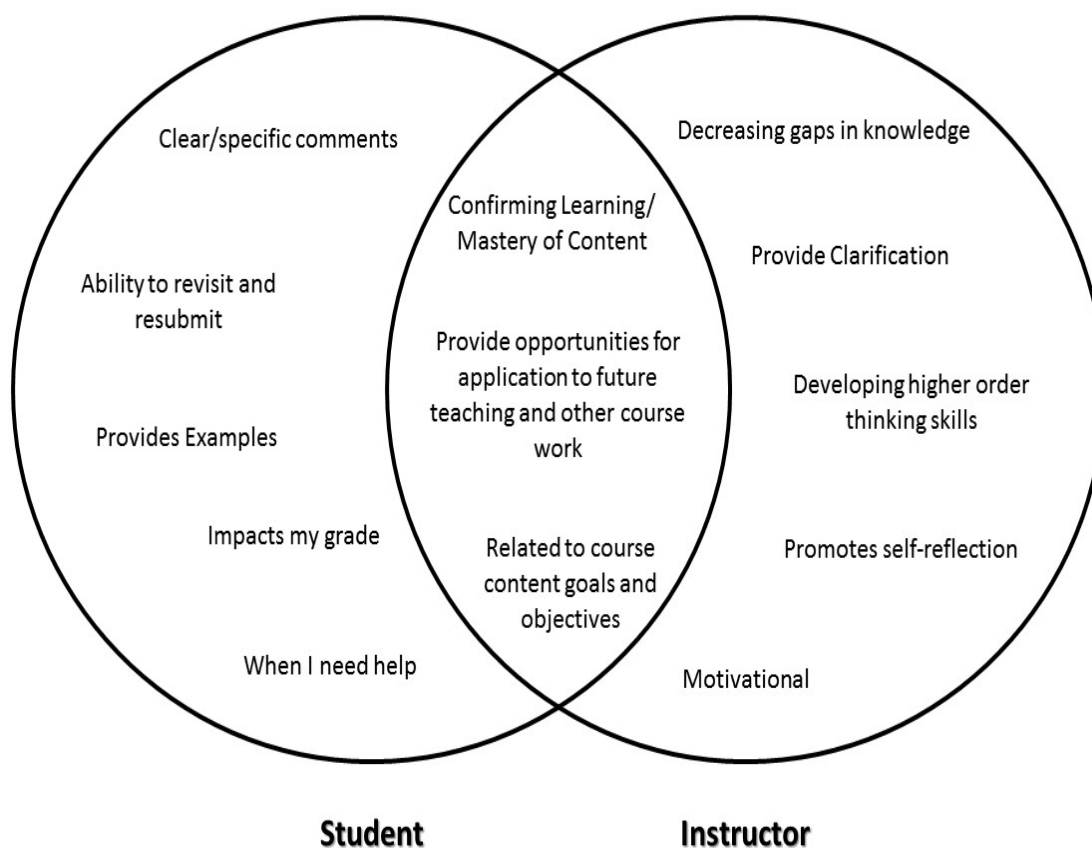 Clear/specific comments
Ability to revisit and
resubmit
Provides Examples
Impacts my grade
When I need help
Confirming Learning/
Mastery of Content
Provide opportunities for
application to future
teaching and other course
work
Related to course
content goals and
objectives
Decreasing gaps in knowledge
Provide Clarification
Developing higher order
thinking skills
Promotes self-reflection
Motivational
Student
Instructor